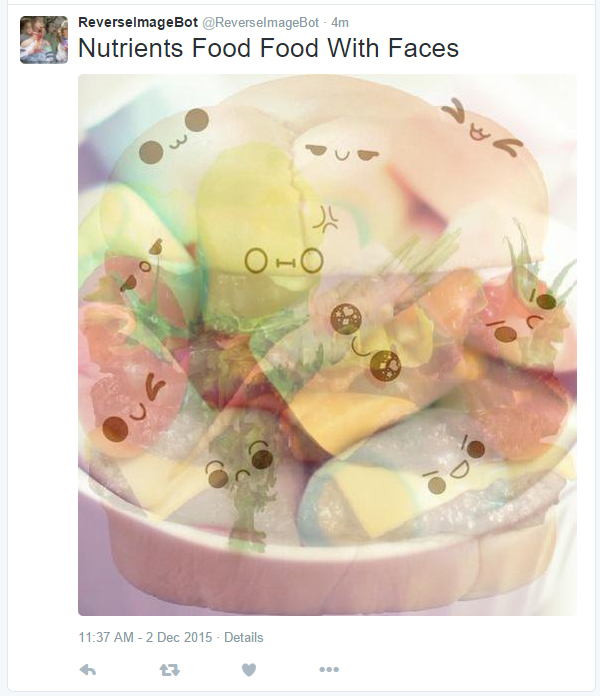 ReverseImageBot @ReverseImageBot · 4m
Nutrients Food Food With Faces
11:37 AM - 2 Dec 2015 · Details